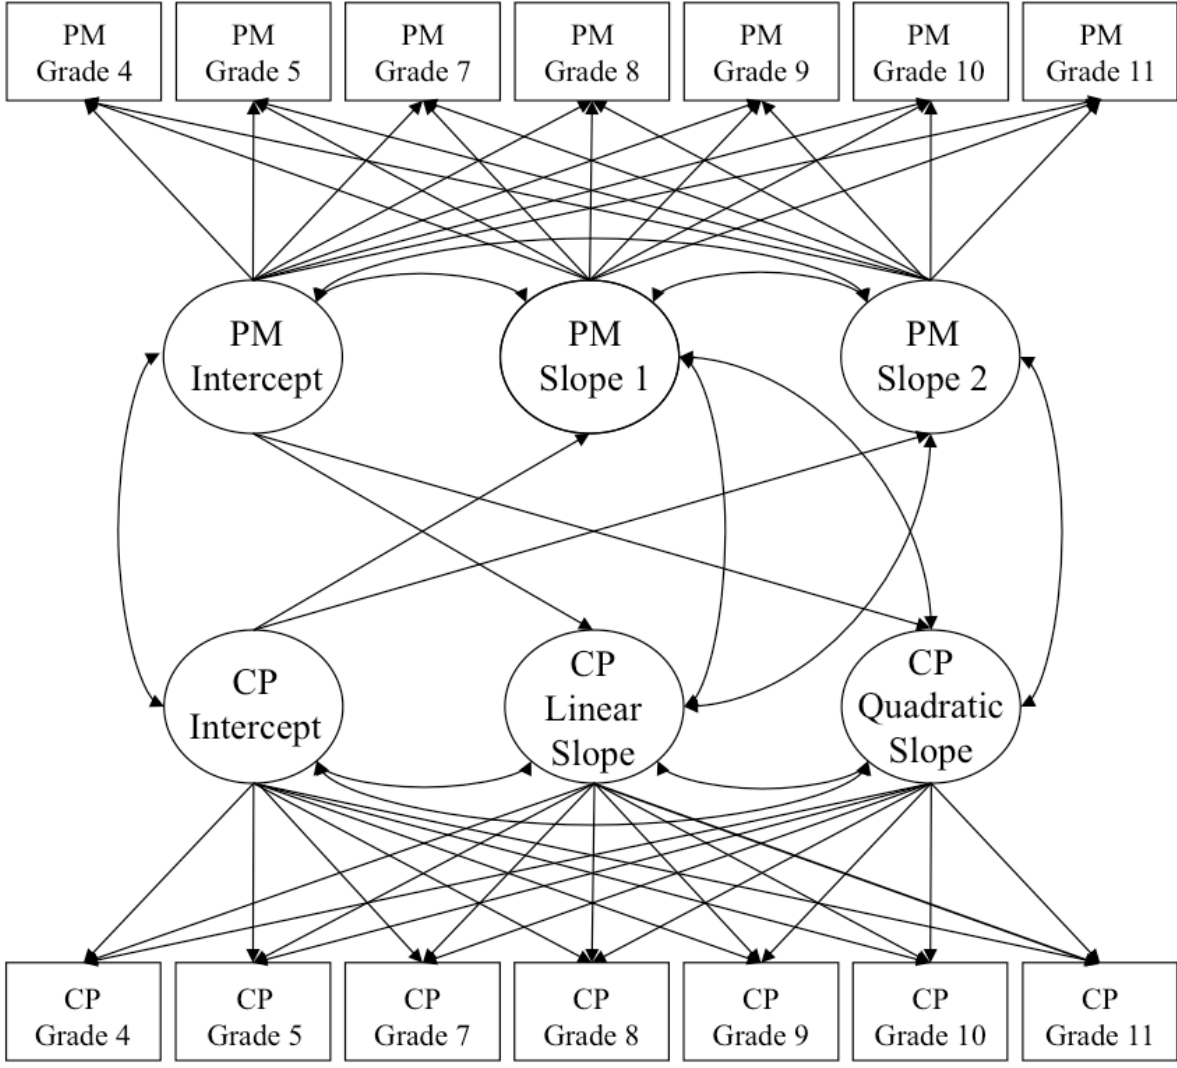 PM
Grade 4
PM
Grade 5
PM
Grade 7
PM
Grade 8
PM
Grade 9
PM
Grade 10
PM
Grade 11
PM
Intercept
PM
Slope 1
PM
Slope 2
CP
Intercept
CP
Linear
Slope
CP
Quadratic
Slope
CP
Grade 4
CP
Grade 5
CP
Grade 7
CP
Grade 8
CP
Grade 9
CP
Grade 10
CP
Grade 11